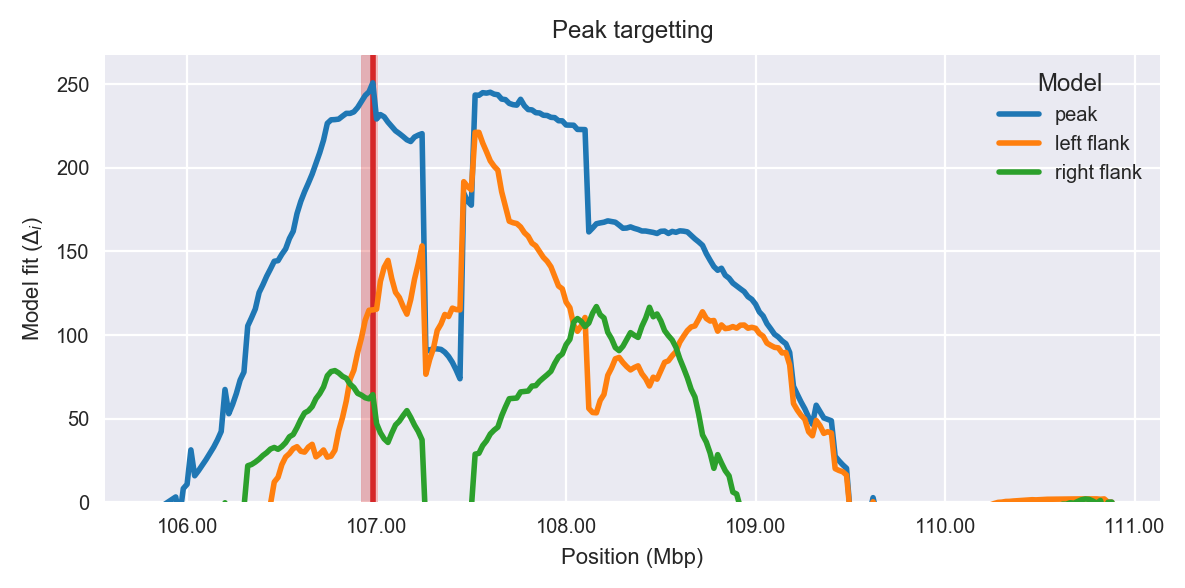 Peak targetting
Model fit (Δi)
250
200
150
100
50
0
Model
peak
left flank
right flank
106.00 107.00 108.00 109.00 110.00 111.00
Position (Mbp)